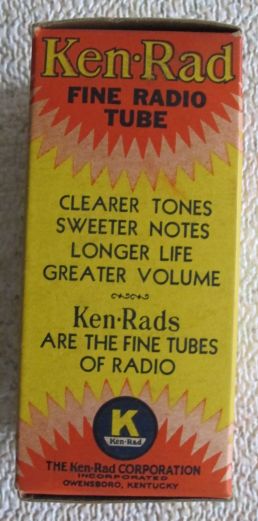 Ken·Rad
FINE RADIO
TUBE
CLEARER TONES
SWEETER NOTES
LONGER LIFE
GREATER VOLUME
Ken·Rads
ARE THE FINE TUBES
OF RADIO
K
Ken-Rad
THE Ken-Rad CORPORATION
INCORPORATED
OWENSBORO, KENTUCKY